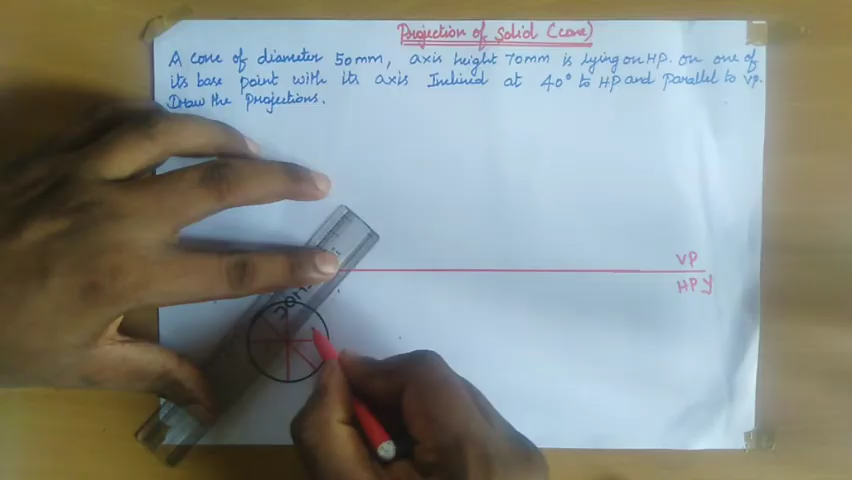 Projection of Solid (cone)
A cone of diameter 50mm, axis height 70mm is lying on HP. on one of
its base point with its axis Inclined at 40° to HP and parallel to VP.
Draw the Projections.
VP
HP Y